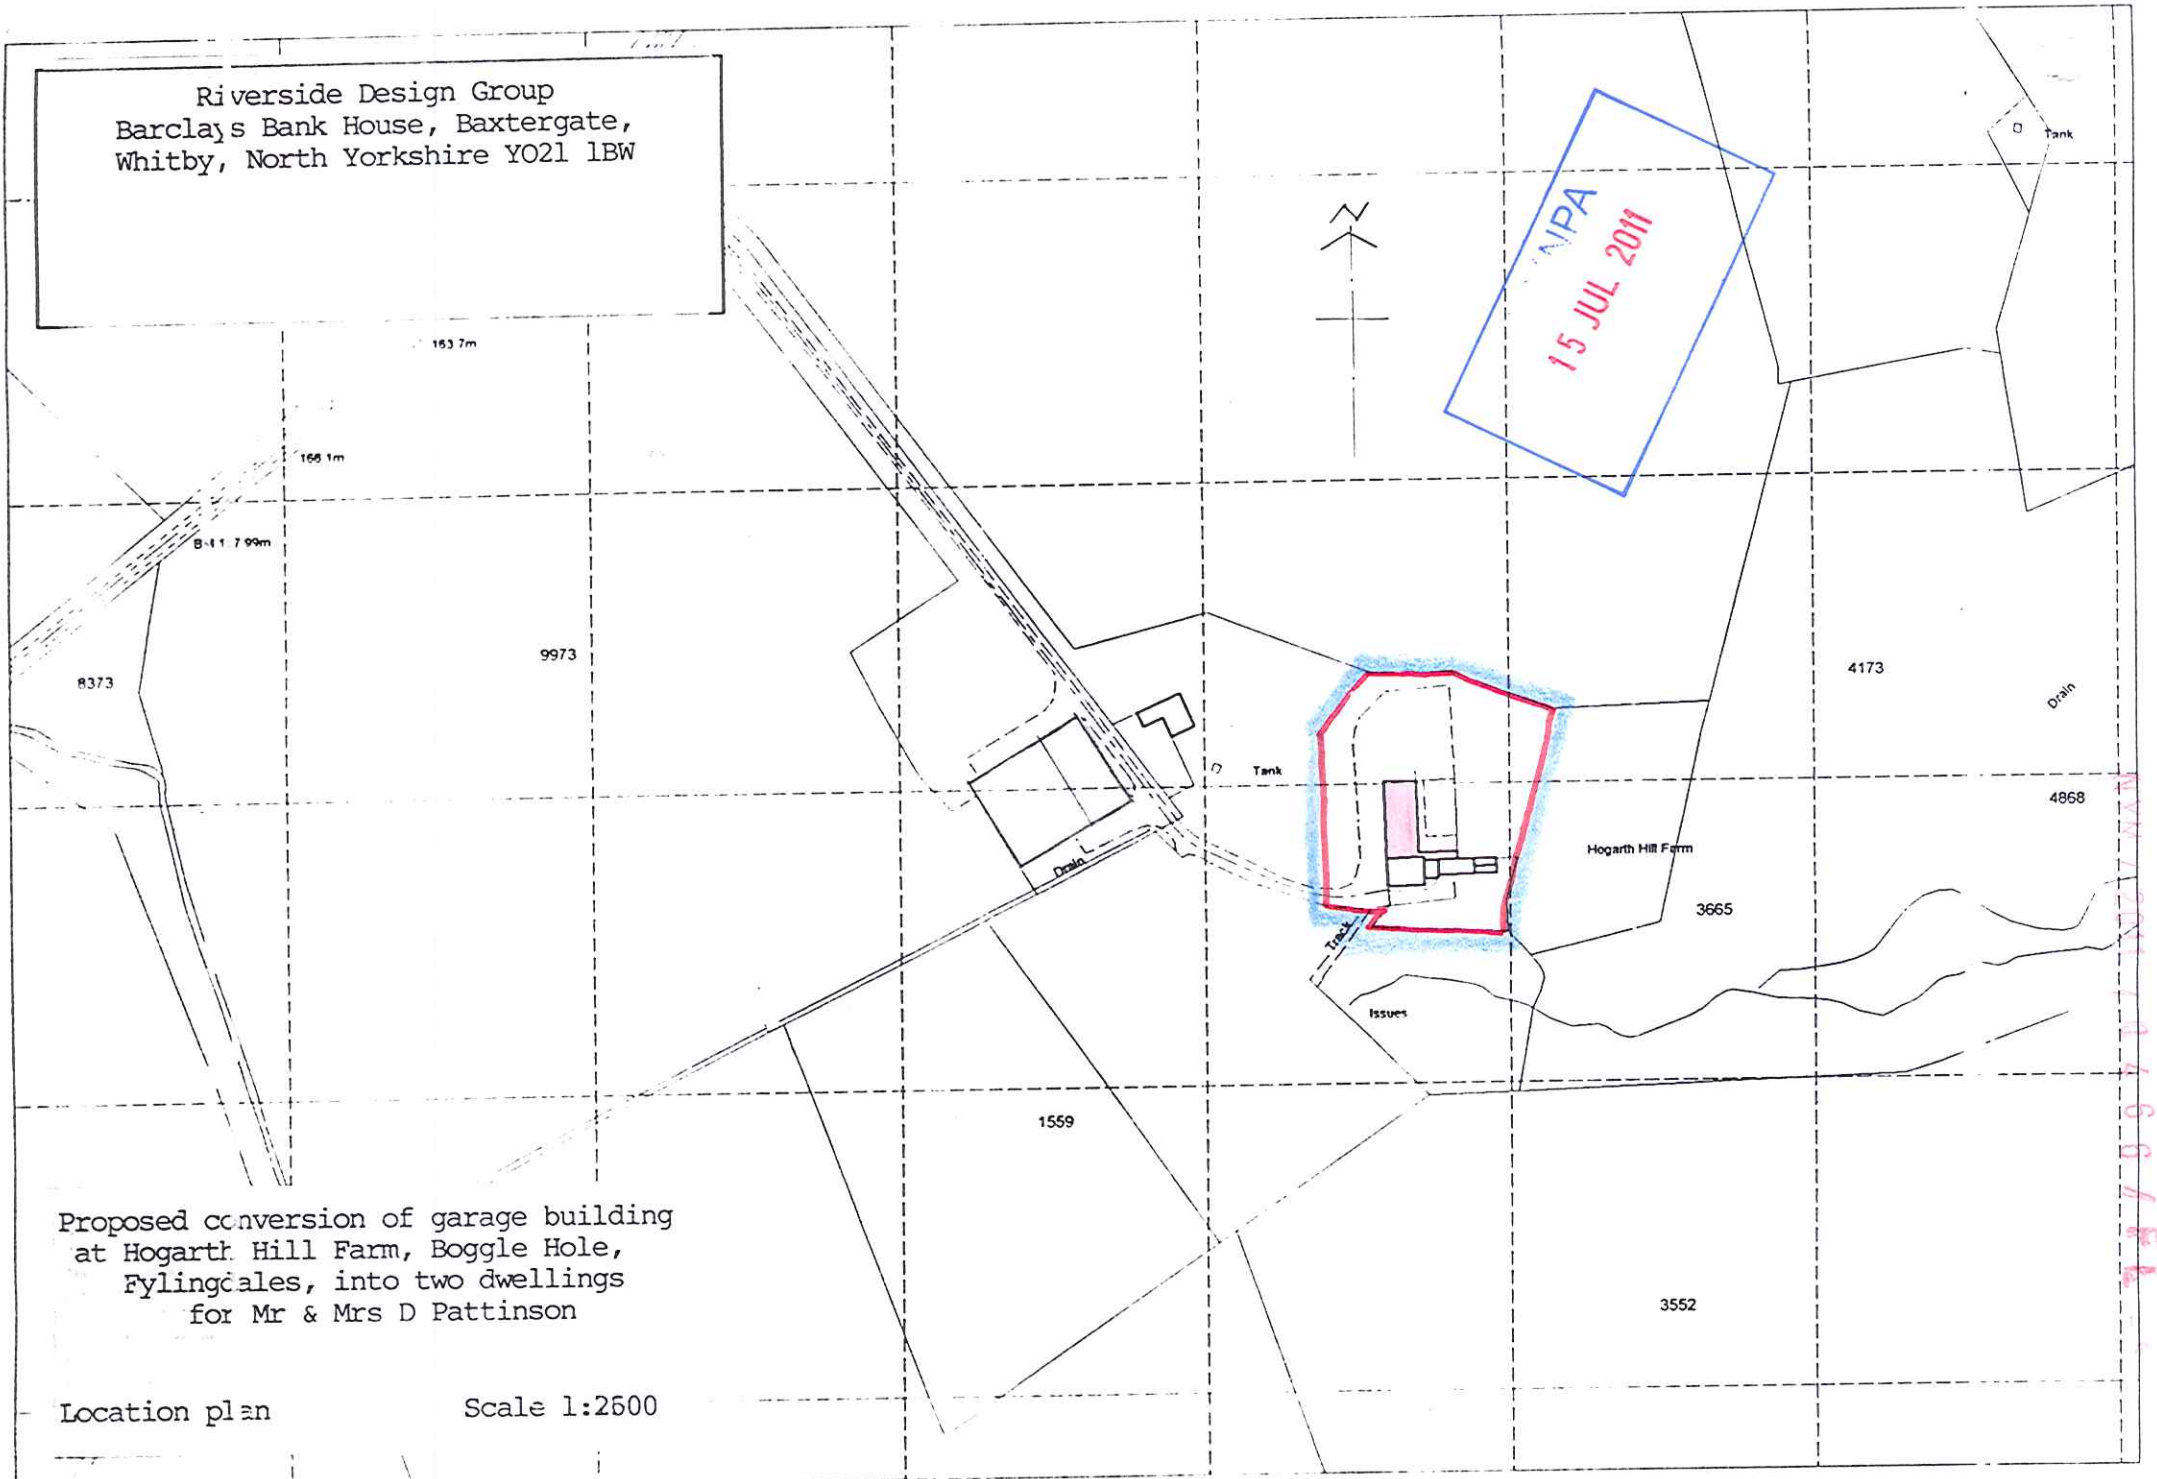 Riverside Design Group
Barclays Bank House, Baxtergate,
Whitby, North Yorkshire YO21 1BW
N
NPA
15 JUL 2011
Tank
163.7m
166.1m
9973
8373
4173
Drain
Tank
4868
Drain
Hogarth Hill Farm
3665
Track
Issues
1559
Proposed conversion of garage building
at Hogarth Hill Farm, Boggle Hole,
Fylingdales, into two dwellings
for Mr & Mrs D Pattinson
3552
Location plan Scale 1:2500